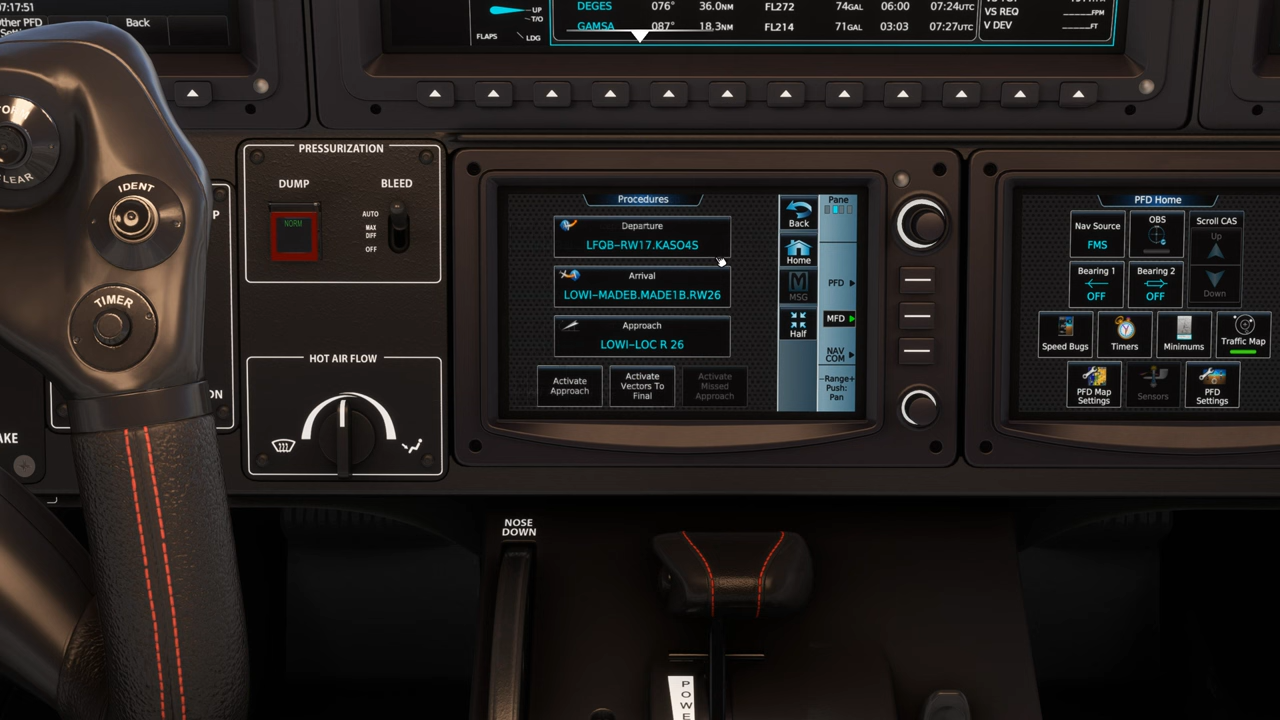 :17:51
Back
UP
T/O
FLAPS
LDG
DEGES 076° 36.0NM FL272 74GAL 06:00 07:24UTC
GAMSA 087° 18.3NM FL214 71GAL 03:03 07:27UTC
VS REQ
FPM
V DEV
FT
IDENT
TIMER
PRESSURIZATION
DUMP
BLEED
NORM
AUTO
MAX
DIFF
OFF
HOT AIR FLOW
Procedures
Departure
LFQB-RW17.KASO4S
Arrival
LOWI-MADEB.MADE1B.RW26
Approach
LOWI-LOC R 26
Activate
Approach
Activate
Vectors To
Final
Activate
Missed
Approach
Back
Home
MSG
Half
Pane
PFD
MFD
NAV
COM
-Range+
Push:
Pan
PFD Home
Nav Source
FMS
OBS
Scroll CAS
Up
Down
Bearing 1
OFF
Bearing 2
OFF
Speed Bugs
Timers
Minimums
Traffic Map
PFD Map
Settings
Sensors
PFD
Settings
NOSE
DOWN
P
O
W
E